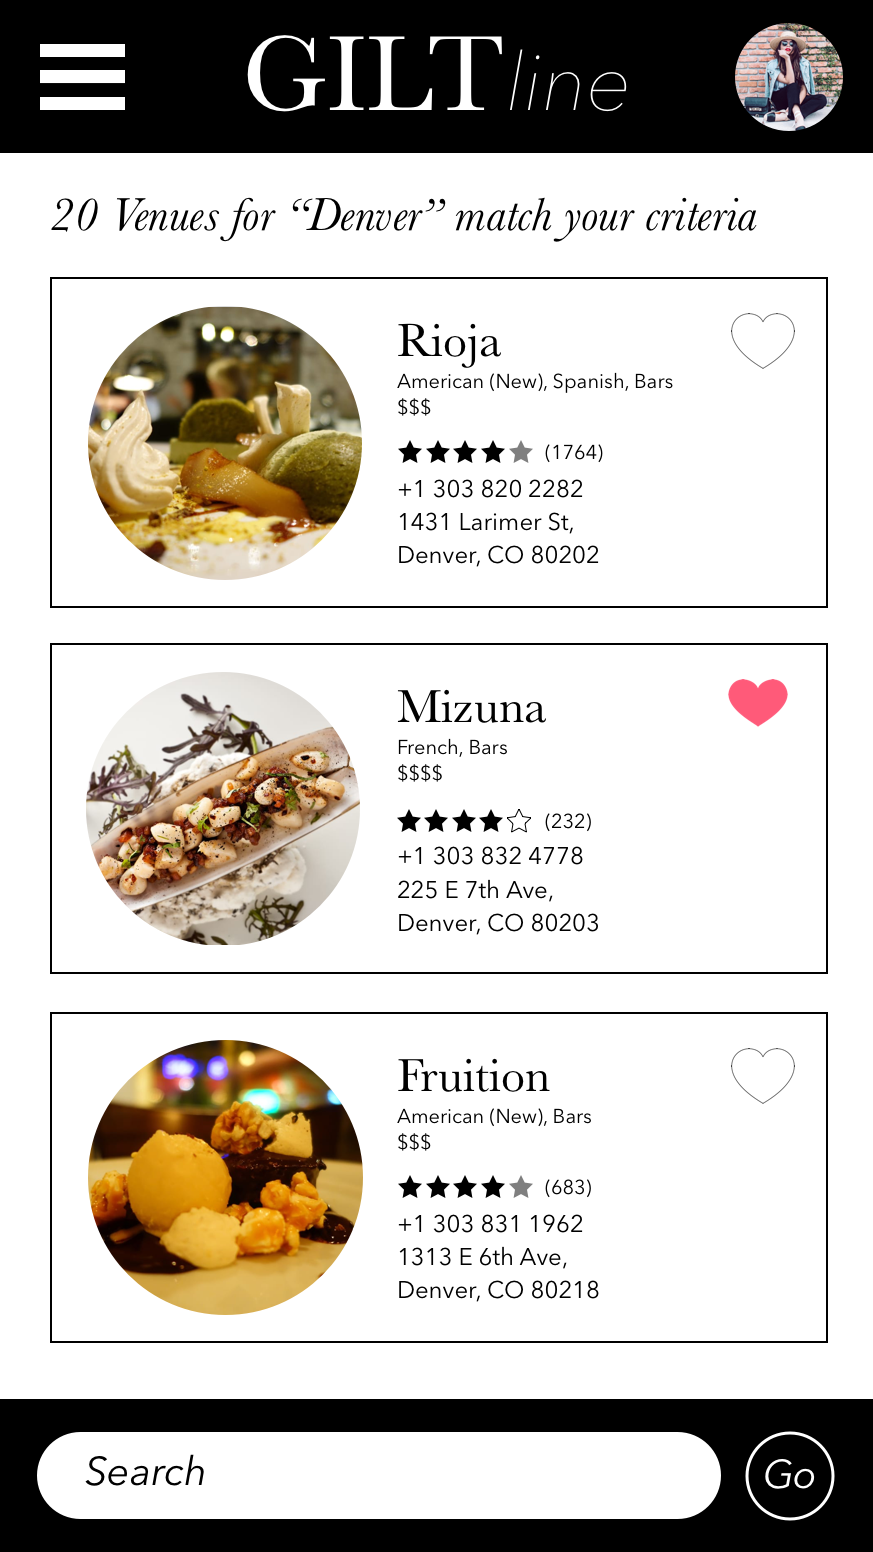 GILT line
20 Venues for “Denver” match your criteria
Rioja
American (New), Spanish, Bars
$$$
(1764)
+1 303 820 2282
1431 Larimer St,
Denver, CO 80202
Mizuna
French, Bars
$$$$
(232)
+1 303 832 4778
225 E 7th Ave,
Denver, CO 80203
Fruition
American (New), Bars
$$$
(683)
+1 303 831 1962
1313 E 6th Ave,
Denver, CO 80218
Search
Go